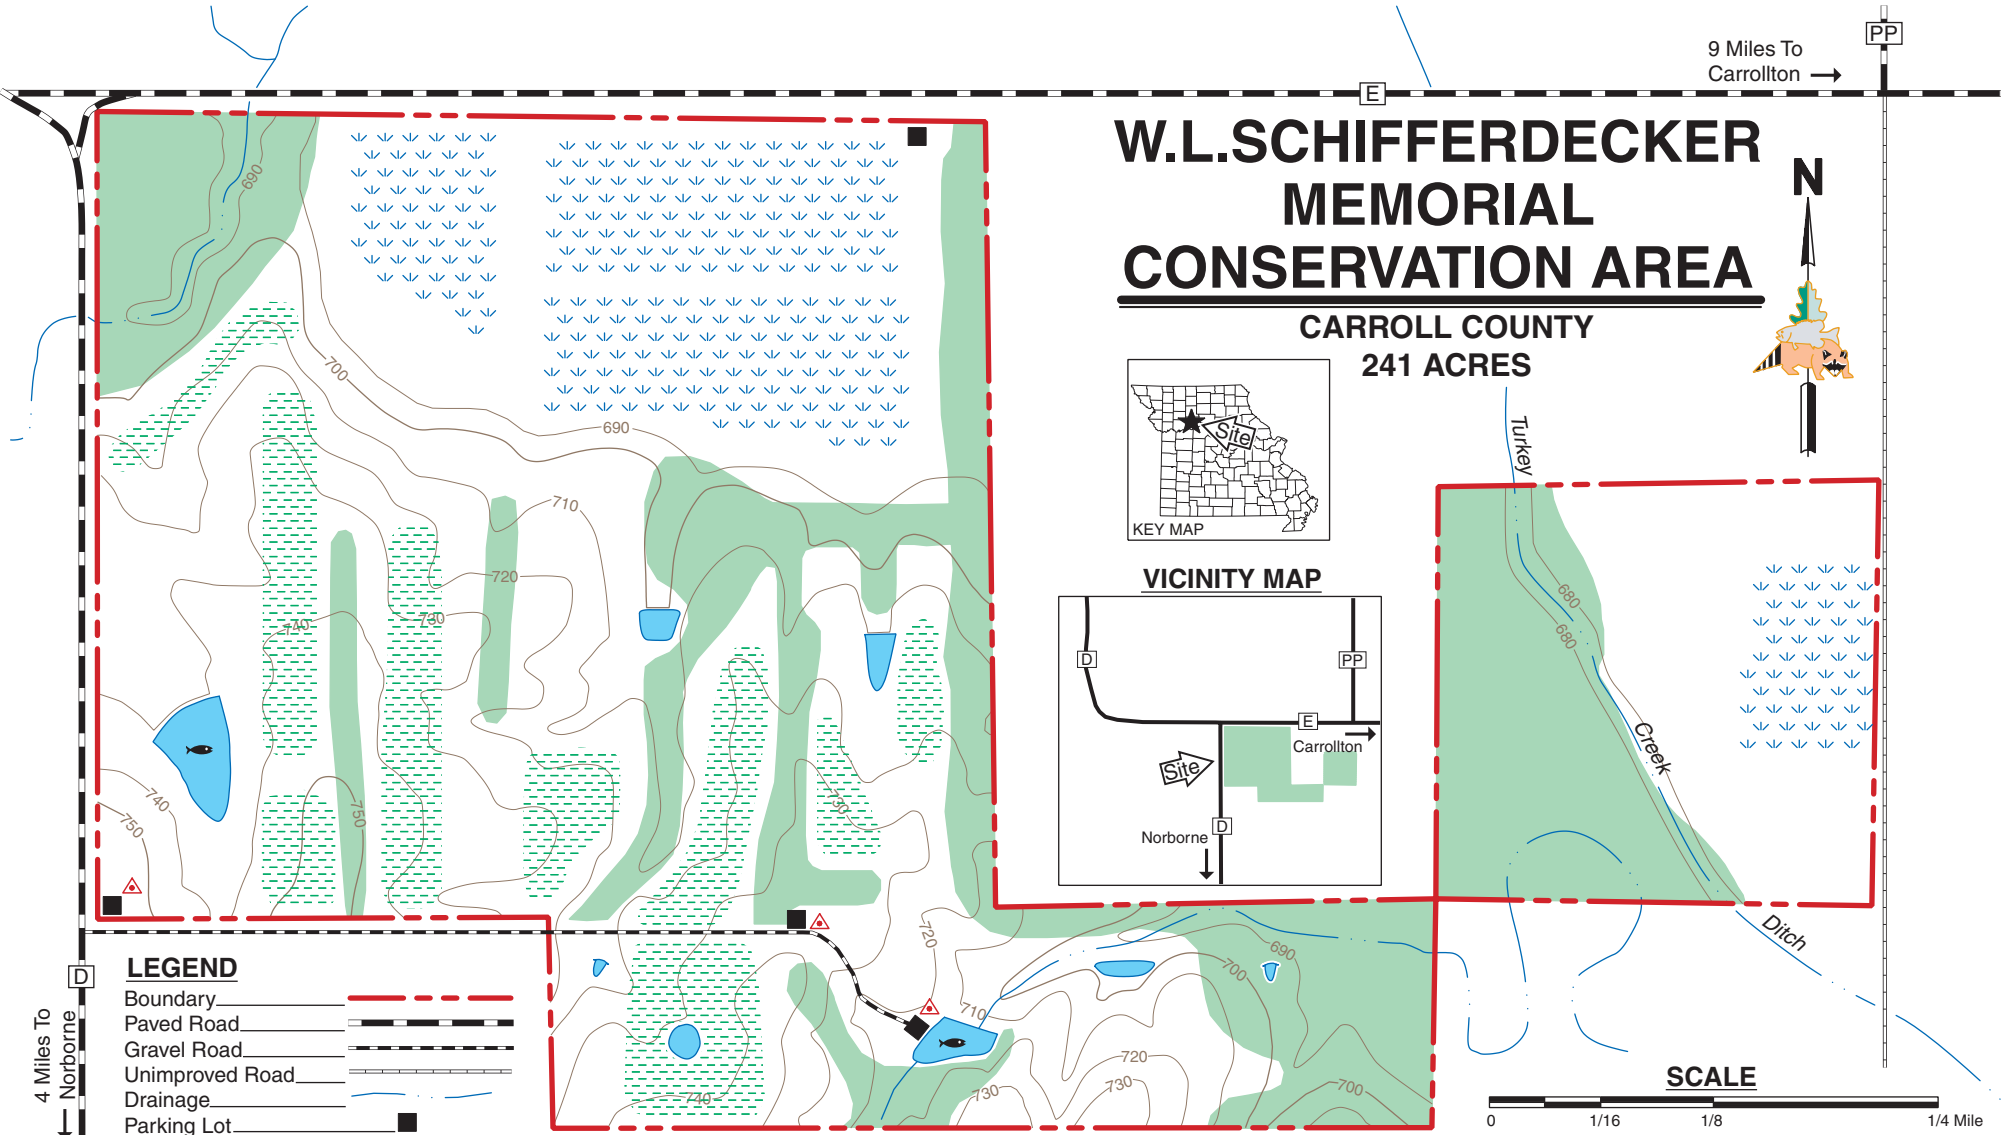 PP
9 Miles To
Carrollton
E
W.L.SCHIFFERDECKER
MEMORIAL
CONSERVATION AREA
CARROLL COUNTY
241 ACRES
N
690
700
690
710
720
730
740
740
750
750
730
720
710
690
700
720
730
730
740
700
Site
KEY MAP
VICINITY MAP
D
PP
E
Carrollton
Site
Norborne
D
Turkey
680
680
Creek
Ditch
D
4 Miles To
Norborne
LEGEND
Boundary
Paved Road
Gravel Road
Unimproved Road
Drainage
Parking Lot
SCALE
0 1/16 1/8 1/4 Mile